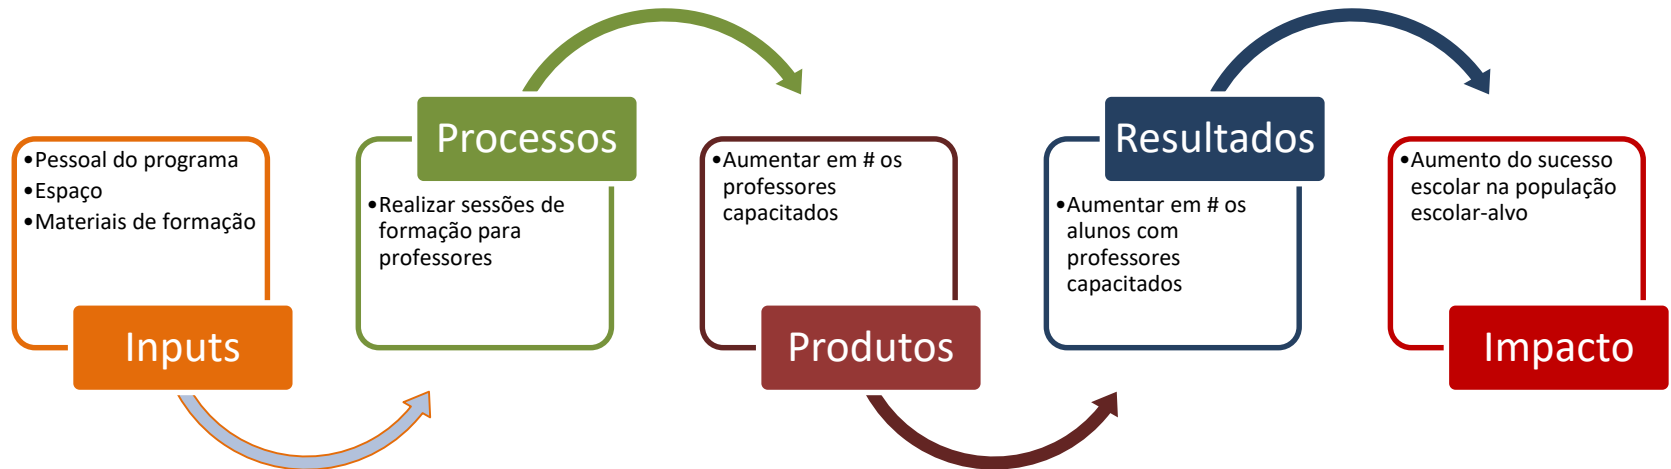 •Pessoal do programa
•Espaço
•Materiais de formação
Inputs
Processos
•Realizar sessões de
formação para
professores
•Aumentar em # os
professores
capacitados
Produtos
Resultados
•Aumentar em # os
alunos com
professores
capacitados
•Aumento do sucesso
escolar na população
escolar-alvo
Impacto